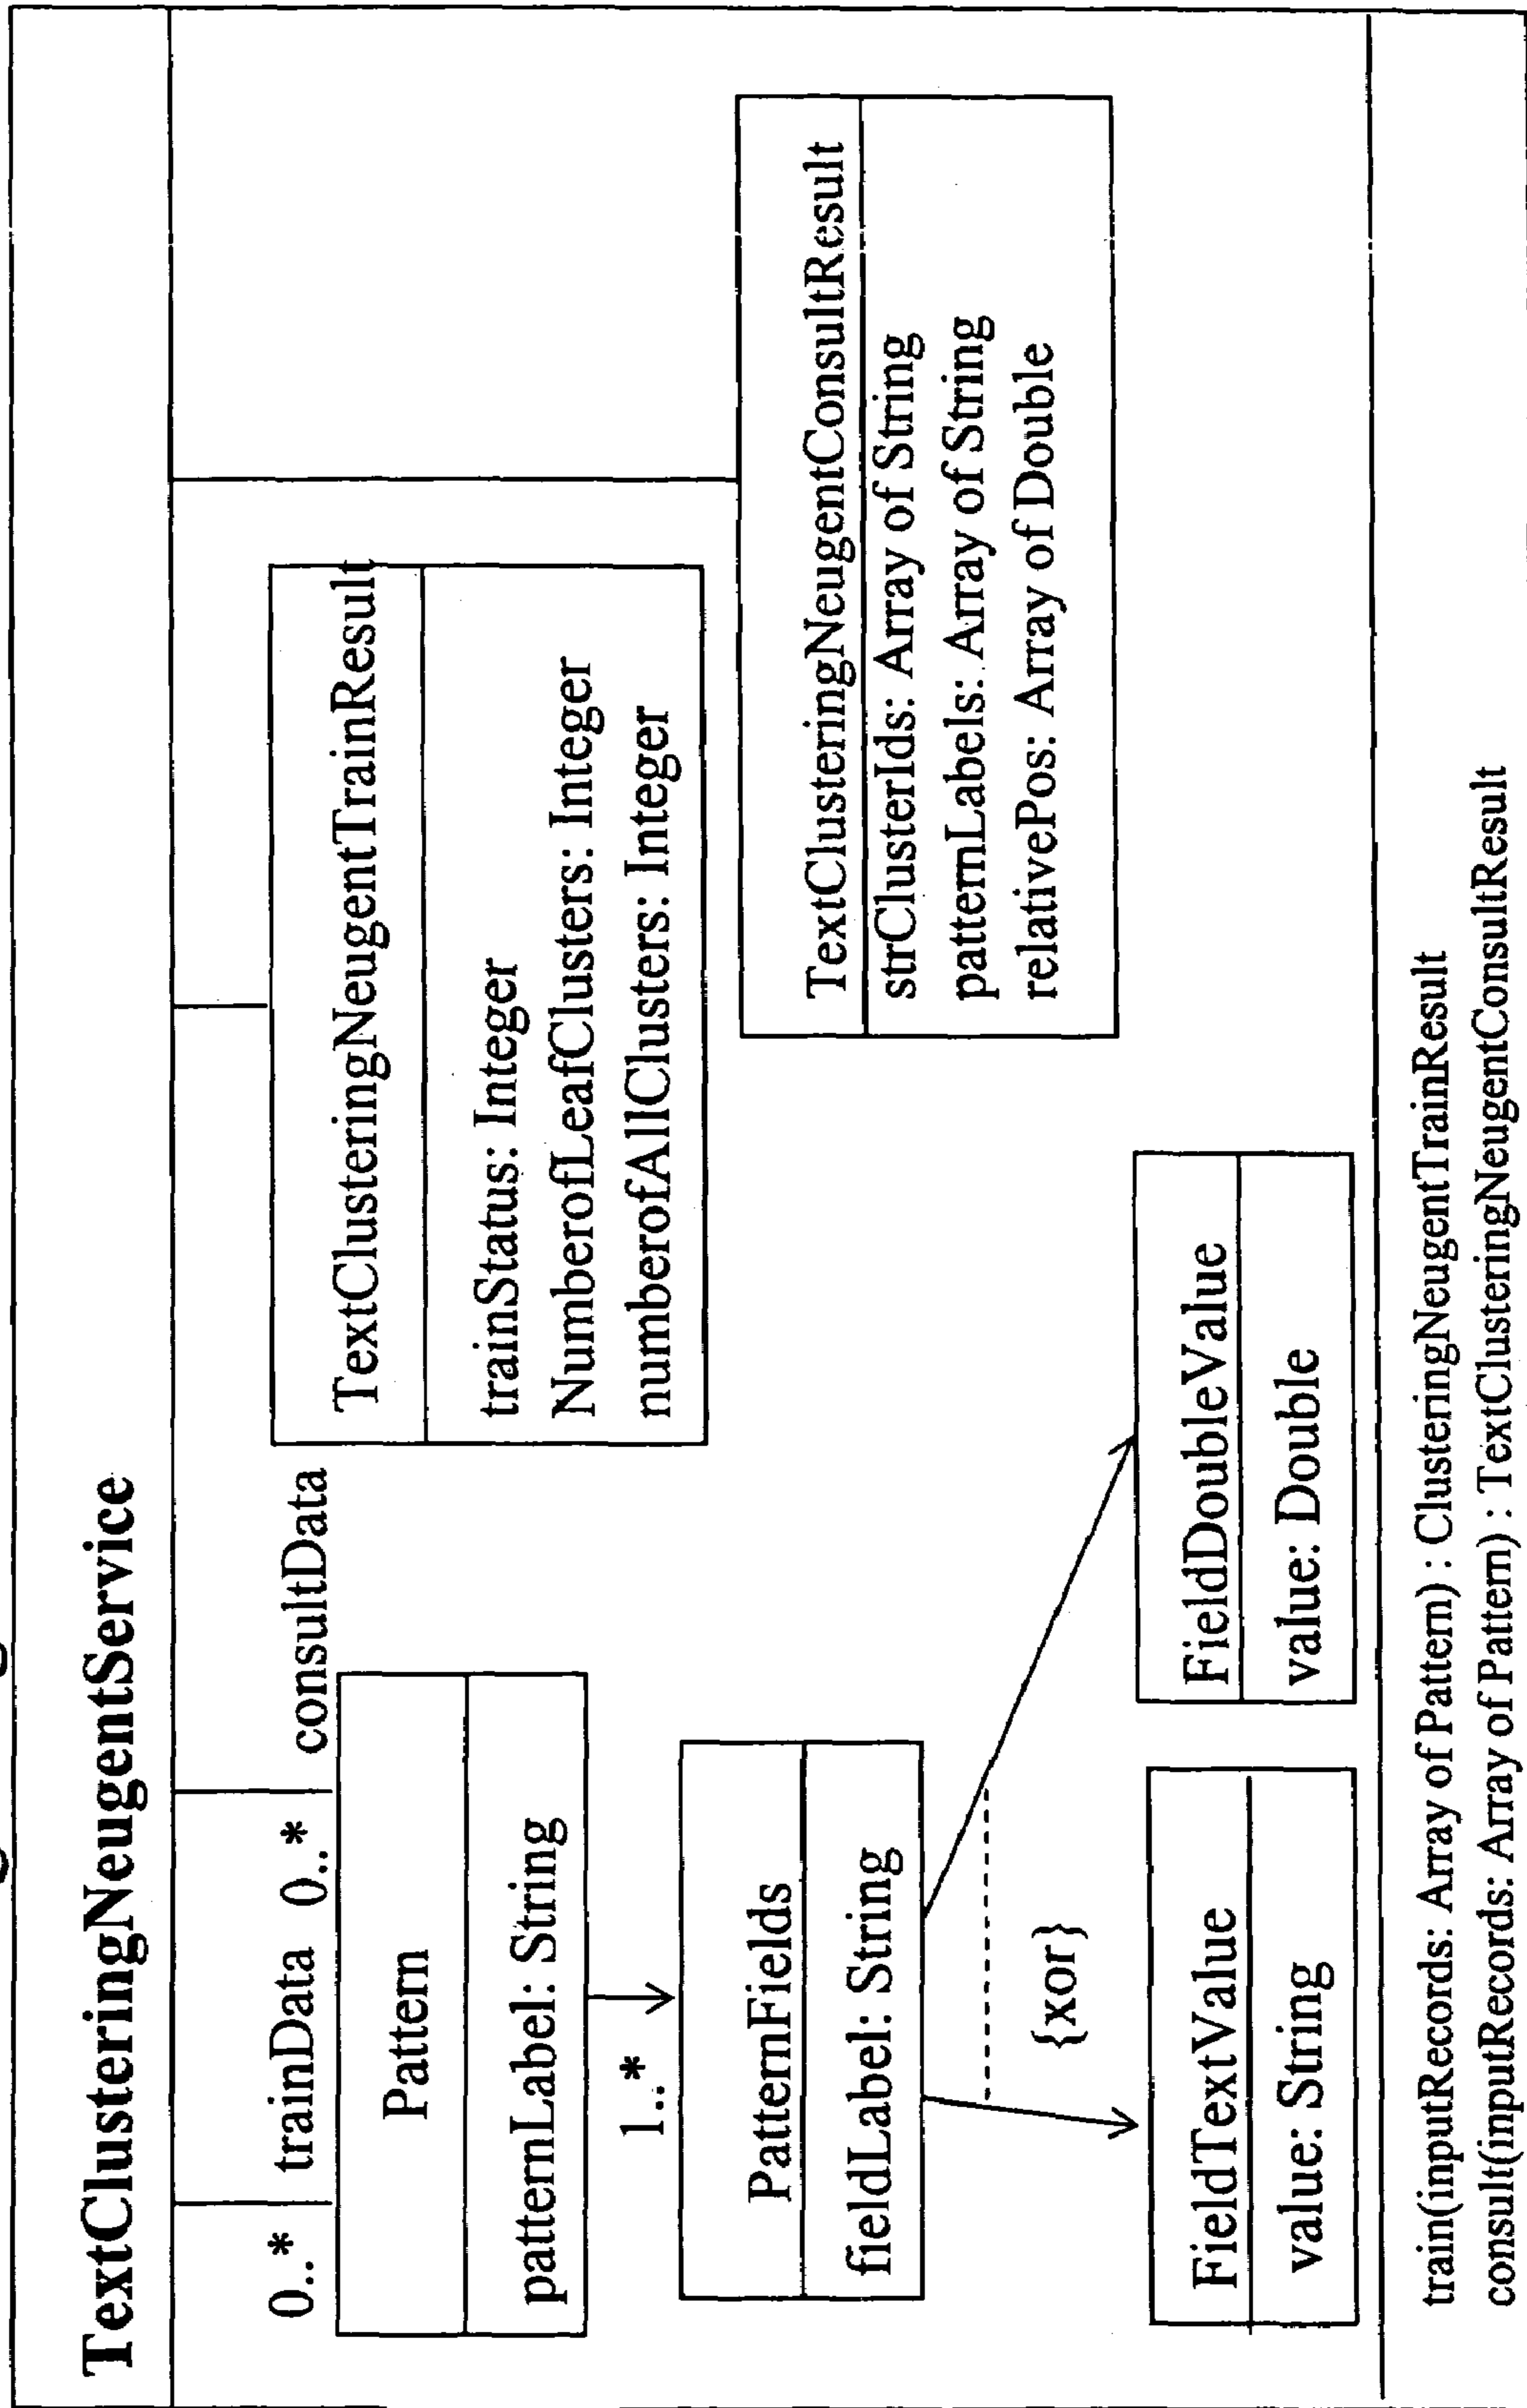 TextClusteringNeugentService
0..*
trainData
0..*
consultData
Pattern
patternLabel: String
1..*
PatternFields
fieldLabel: String
{xor}
FieldTextValue
value: String
FieldDoubleValue
value: Double
TextClusteringNeugentTrainResult
trainStatus: Integer
NumberofLeafClusters: Integer
numberofAllClusters: Integer
TextClusteringNeugentConsultResult
strClusterIds: Array of String
patternLabels: Array of String
relativePos: Array of Double
train(inputRecords: Array of Pattern) : ClusteringNeugentTrainResult
consult(inputRecords: Array of Pattern) : TextClusteringNeugentConsultResult